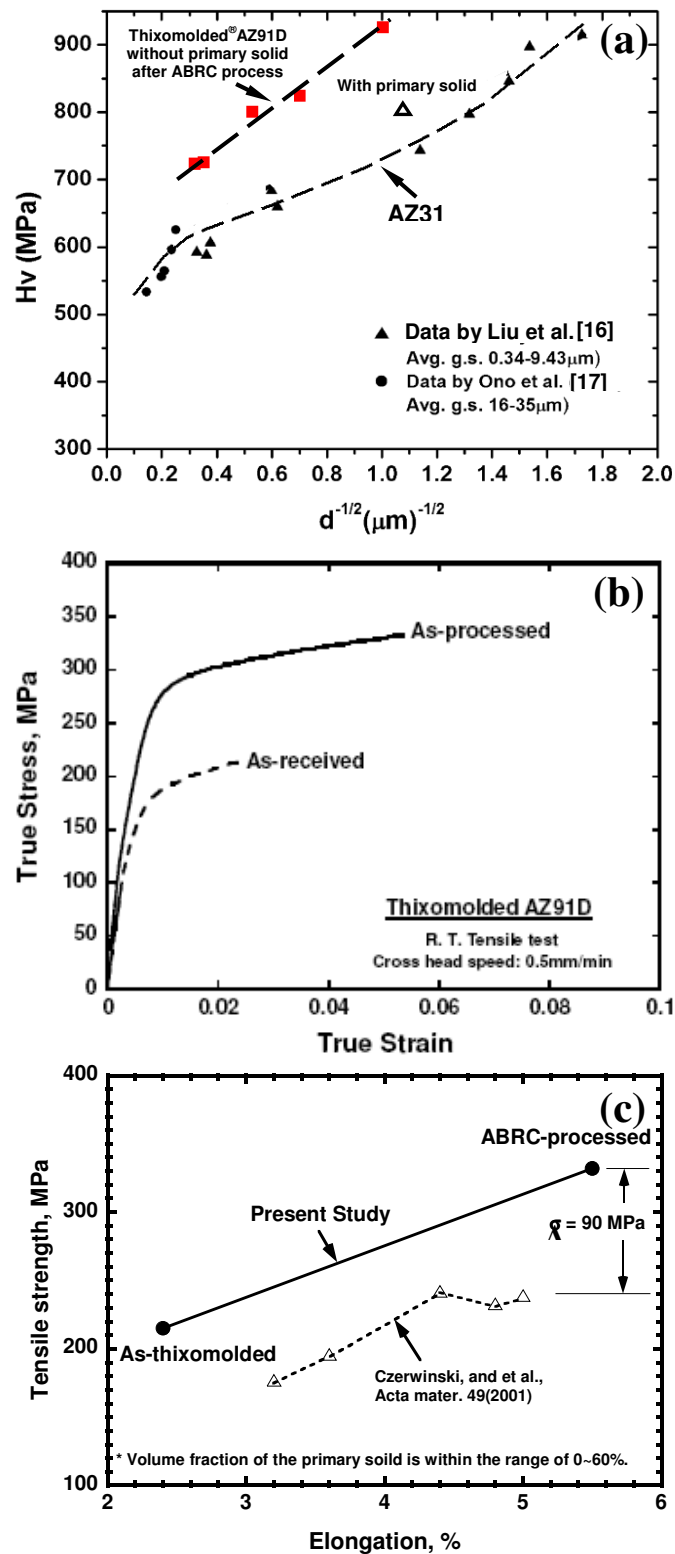 (a)
Thixomolded®AZ91D
without primary solid
after ABRC process
With primary solid
AZ31
Data by Liu et al.[16]
Avg. g.s. 0.34-9.43μm)
Data by Ono et al. [17]
Avg. g.s. 16-35μm)
Hv (MPa)
900
800
700
600
500
400
300
0.0 0.2 0.4 0.6 0.8 1.0 1.2 1.4 1.6 1.8 2.0
d-1/2(μm)-1/2
(b)
As-processed
As-received
Thixomolded AZ91D
R. T. Tensile test
Cross head speed: 0.5mm/min
True Stress, MPa
400
350
300
250
200
150
100
50
0
0 0.02 0.04 0.06 0.08 0.1
True Strain
(c)
ABRC-processed
σ = 90 MPa
Present Study
As-thixomolded
Czerwinski, and et al.,
Acta mater. 49(2001)
* Volume fraction of the primary soild is within the range of 0~60%.
Tensile strength, MPa
400
300
200
100
2 3 4 5 6
Elongation, %